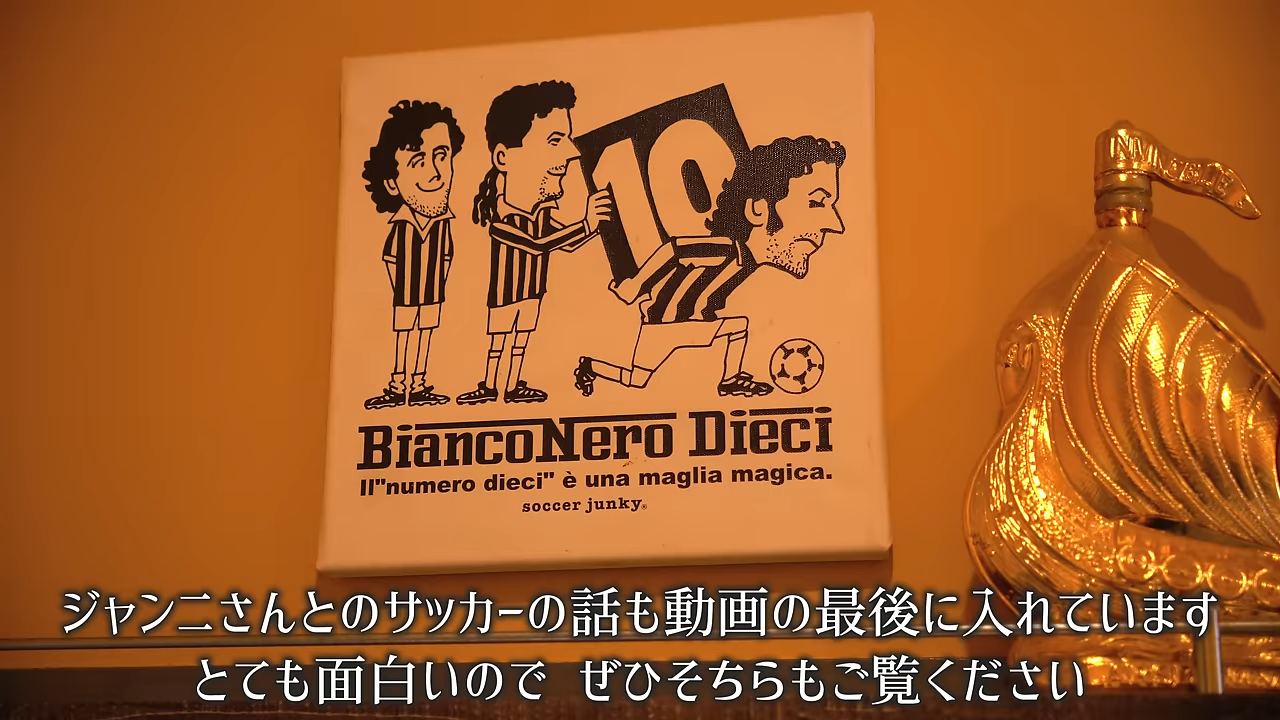 10
BiancoNero Dieci
Il"numero dieci" è una maglia magica.
soccer junky®
ジャンニさんとのサッカーの話も動画の最後に入れています
とても面白いので ぜひそちらもご覧ください